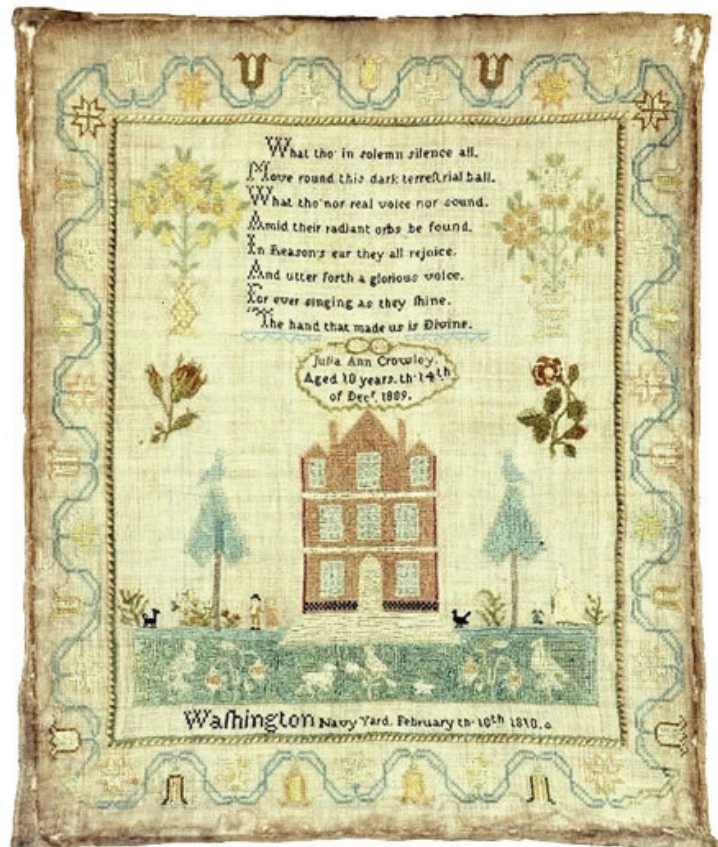 What tho' in solemn silence all.
Move round this dark terreſtrial ball.
What tho' nor real voice nor sound.
Amid their radiant orbs be found.
In Reason's ear they all rejoice.
And utter forth a glorious voice.
For ever singing as they ſhine.
The hand that made us is Divine.
Julia Ann Crowley.
Aged 10 years. th· 14th
of Decr. 1809.
Waſhington Navy Yard. February th· 10th 1810.